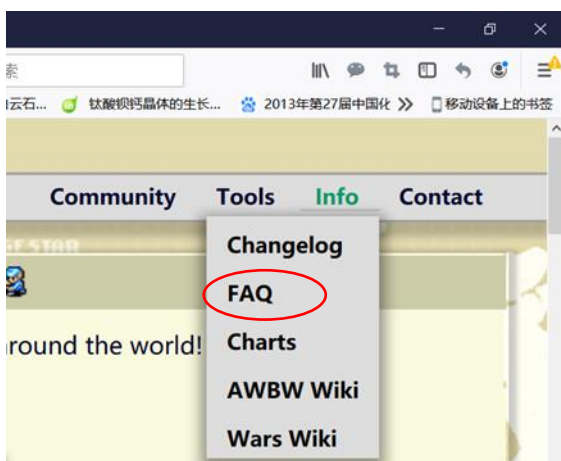 索
云石... 钛酸钡钙晶体的生长... 2013年第27届中国化 移动设备上的书签
Community Tools Info Contact
Changelog
FAQ
round the world!
Charts
AWBW Wiki
Wars Wiki